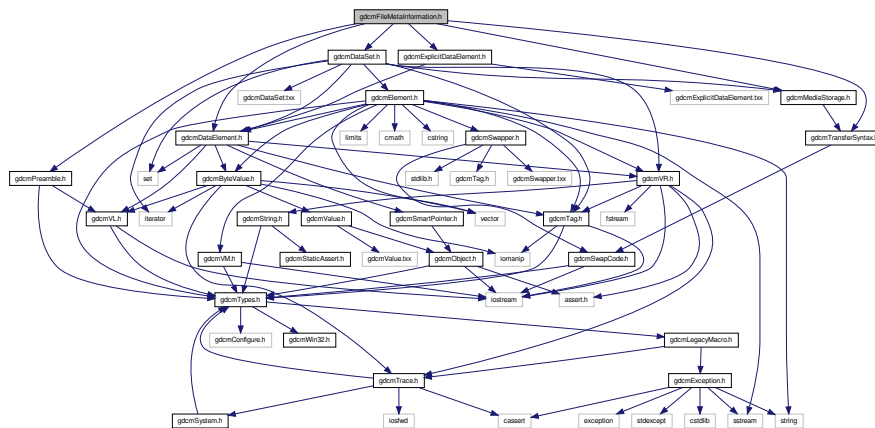 gdcmFileMetaInformation.h
gdcmDataSet.h
gdcmExplicitDataElement.h
gdcmDataSet.txx
gdcmElement.h
gdcmExplicitDataElement.txx
gdcmMediaStorage.h
gdcmDataElement.h
limits
cmath
cstring
gdcmSwapper.h
gdcmTransferSyntax.h
gdcmPreamble.h
set
gdcmByteValue.h
stdlib.h
gdcmTag.h
gdcmSwapper.txx
gdcmVR.h
gdcmVL.h
iterator
gdcmString.h
gdcmValue.h
gdcmSmartPointer.h
vector
gdcmTag.h
fstream
gdcmVM.h
gdcmStaticAssert.h
gdcmValue.txx
gdcmObject.h
iomanip
gdcmSwapCode.h
gdcmTypes.h
iostream
assert.h
gdcmConfigure.h
gdcmWin32.h
gdcmLegacyMacro.h
gdcmTrace.h
gdcmException.h
gdcmSystem.h
iosfwd
cassert
exception
stdexcept
cstdlib
sstream
string